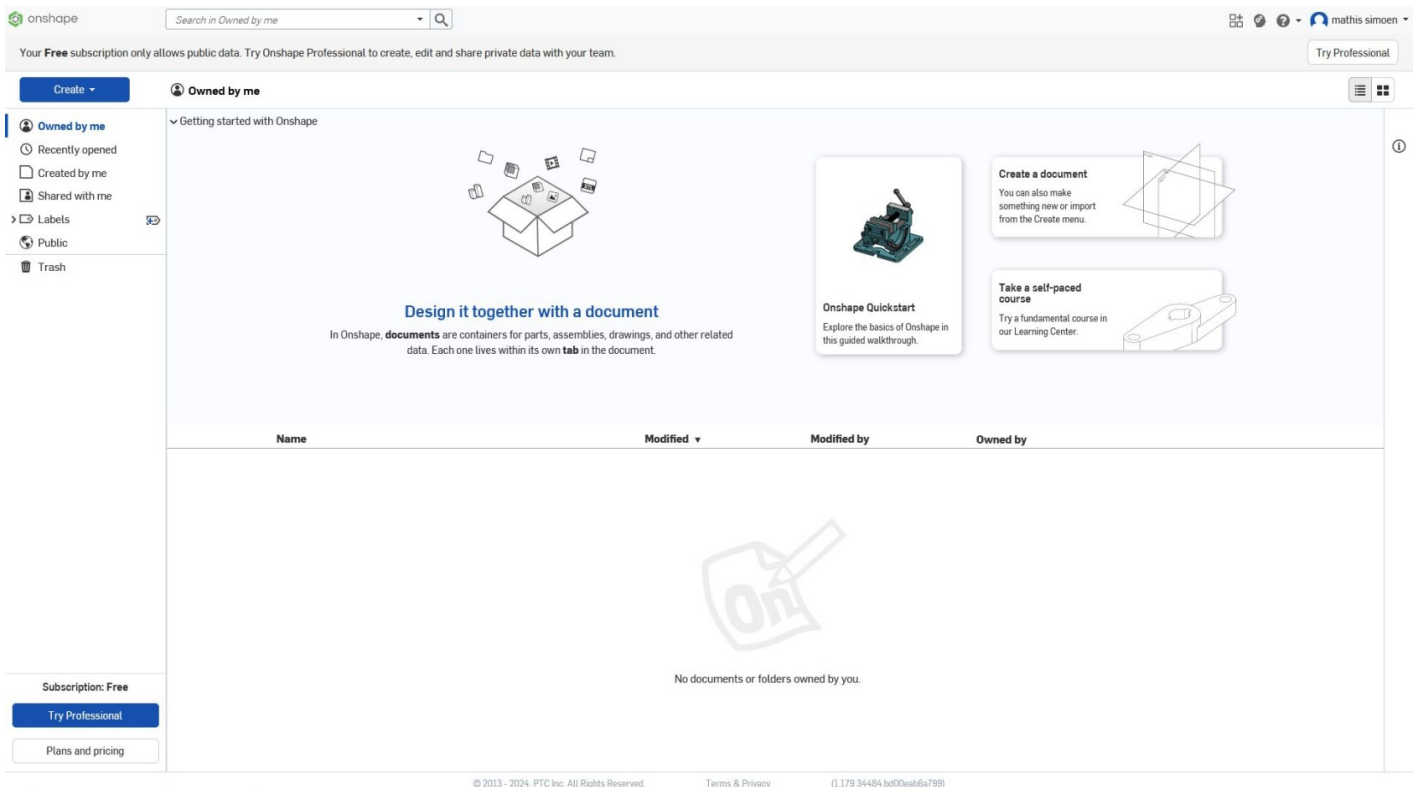 onshape
Search in Owned by me
mathis simoen
Your Free subscription only allows public data. Try Onshape Professional to create, edit and share private data with your team.
Try Professional
Create
Owned by me
Owned by me
Recently opened
Created by me
Shared with me
Labels
Public
Trash
Getting started with Onshape
Design it together with a document
In Onshape, documents are containers for parts, assemblies, drawings, and other related
data. Each one lives within its own tab in the document.
Onshape Quickstart
Explore the basics of Onshape in
this guided walkthrough.
Create a document
You can also make
something new or import
from the Create menu.
Take a self-paced
course
Try a fundamental course in
our Learning Center.
Name
Modified
Modified by
Owned by
On
No documents or folders owned by you.
Subscription: Free
Try Professional
Plans and pricing
© 2013 - 2024, PTC Inc. All Rights Reserved.
Terms & Privacy
(1.179.34484.bd00eab6a799)